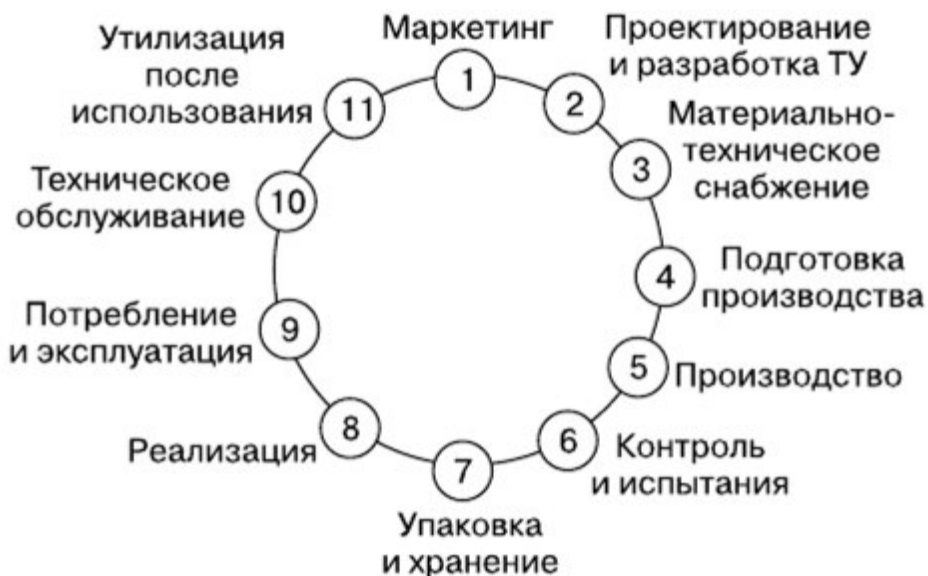 Маркетинг
1
Проектирование
и разработка ТУ
2
Материально-
техническое
снабжение
3
Подготовка
производства
4
Производство
5
Контроль
и испытания
6
Упаковка
и хранение
7
Реализация
8
Потребление
и эксплуатация
9
Техническое
обслуживание
10
Утилизация
после
использования
11